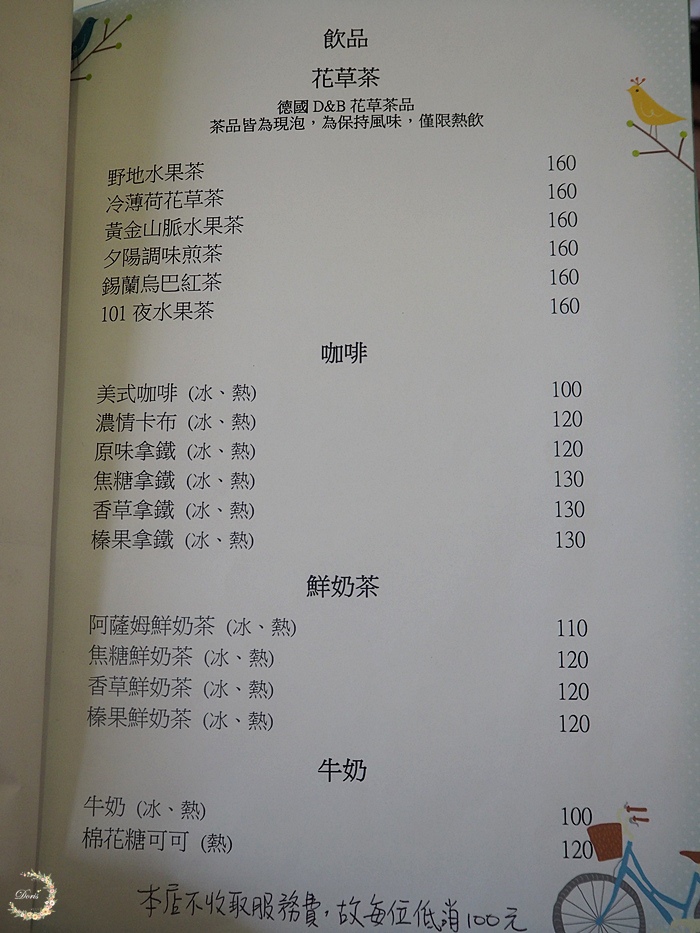 飲品
花草茶
德國 D&B 花草茶品
茶品皆為現泡，為保持風味，僅限熱飲
野地水果茶 160
冷薄荷花草茶 160
黃金山脈水果茶 160
夕陽調味煎茶 160
錫蘭烏巴紅茶 160
101 夜水果茶 160
咖啡
美式咖啡 (冰、熱) 100
濃情卡布 (冰、熱) 120
原味拿鐵 (冰、熱) 120
焦糖拿鐵 (冰、熱) 130
香草拿鐵 (冰、熱) 130
榛果拿鐵 (冰、熱) 130
鮮奶茶
阿薩姆鮮奶茶 (冰、熱) 110
焦糖鮮奶茶 (冰、熱) 120
香草鮮奶茶 (冰、熱) 120
榛果鮮奶茶 (冰、熱) 120
牛奶
牛奶 (冰、熱) 100
棉花糖可可 (熱) 120
本店不收取服務費，故每位低消100元
Doris